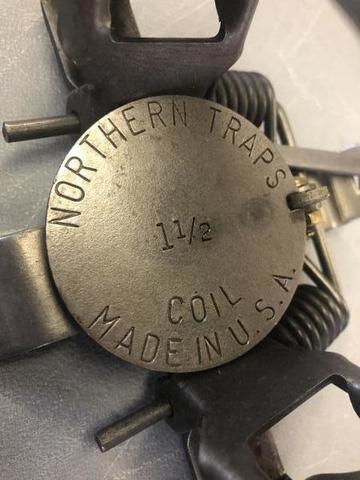 NORTHERN TRAPS
1 1/2
COIL
MADE IN U.S.A.